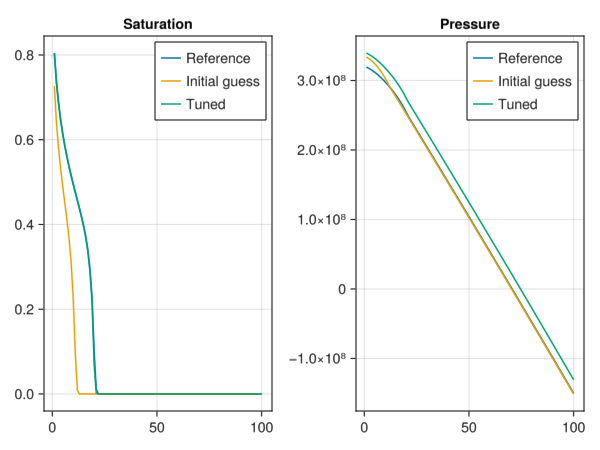 Saturation
Reference
Initial guess
Tuned
0.8
0.6
0.4
0.2
0.0
0
50
100
Pressure
Reference
Initial guess
Tuned
3.0×10⁸
2.0×10⁸
1.0×10⁸
0
−1.0×10⁸
0
50
100